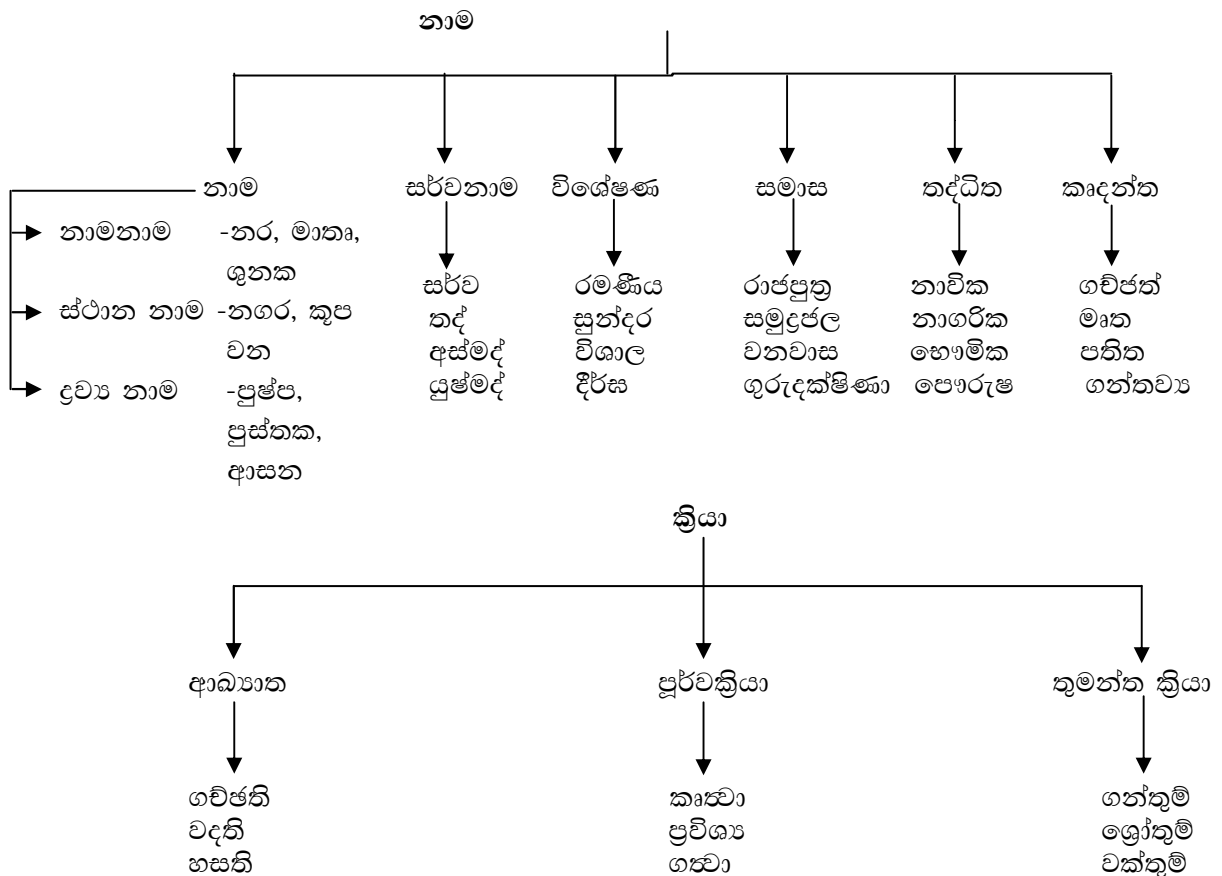 නාම
නාම සර්වනාම විශේෂණ සමාස තද්ධිත කෘදන්ත
නාමනාම -නර, මාතෘ,
ශුනක
ස්ථාන නාම -නගර, කූප
වන
ද්‍රව්‍ය නාම -පුෂ්ප,
පුස්තක,
ආසන
සර්ව රමණීය රාජපුත්‍ර නාවික ගච්ජත්
තද් සුන්දර සමුද්‍රජල නාගරික මෘත
අස්මද් විශාල වනවාස භෞමික පතිත
යුෂ්මද් දීර්ඝ ගුරුදක්ෂිණා පෞරුෂ ගන්තව්‍ය
ක්‍රියා
ආඛ්‍යාත පූර්වක්‍රියා තුමන්ත ක්‍රියා
ගච්ඡති කෘත්‍වා ගන්තුම්
වදති ප්‍රවිශ්‍ය ශ්‍රෝතුම්
හසති ගත්‍වා වක්තුම්